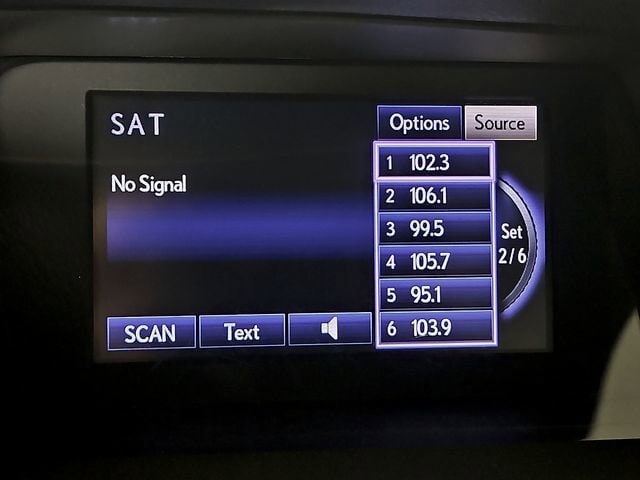 SAT
Options
Source
No Signal
1 102.3
2 106.1
3 99.5
4 105.7
5 95.1
6 103.9
Set
2/6
SCAN
Text